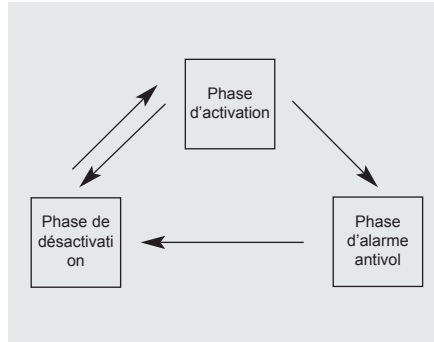 Phase
d'activation
Phase de
désactivati
on
Phase
d'alarme
antivol